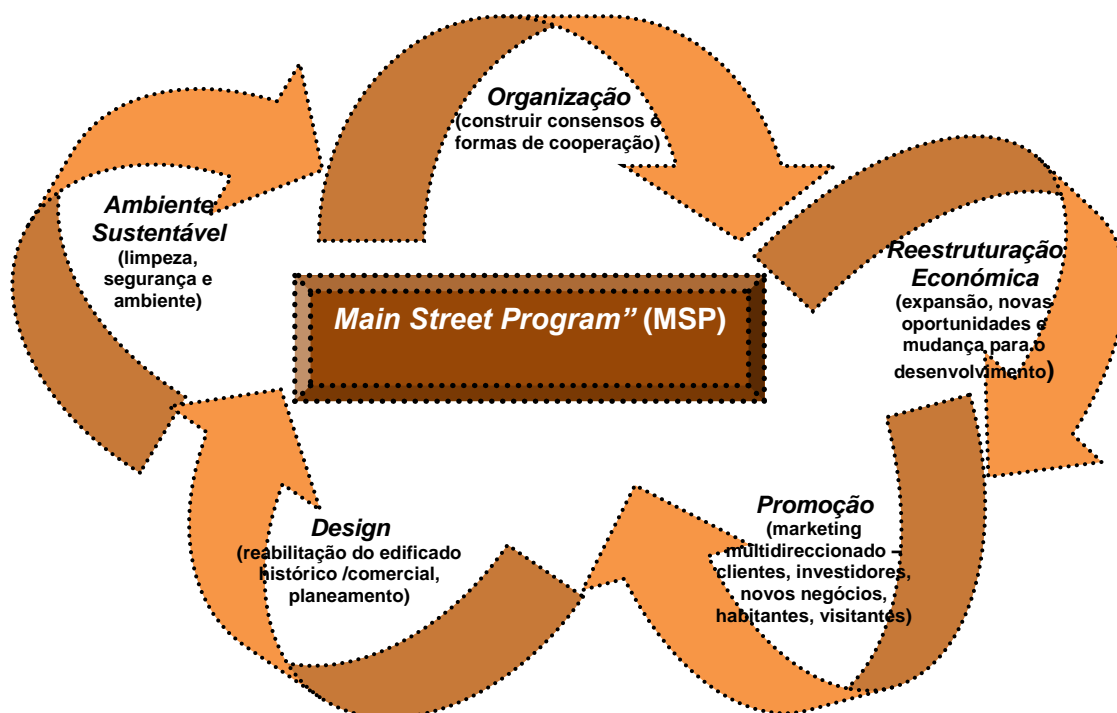 Organização
(construir consensos e
formas de cooperação)
Ambiente
Sustentável
(limpeza,
segurança e
ambiente)
Reestruturação
Económica
(expansão, novas
oportunidades e
mudança para o
desenvolvimento)
Main Street Program” (MSP)
Promoção
(marketing
multidireccionado –
clientes, investidores,
novos negócios,
habitantes, visitantes)
Design
(reabilitação do edificado
histórico /comercial,
planeamento)